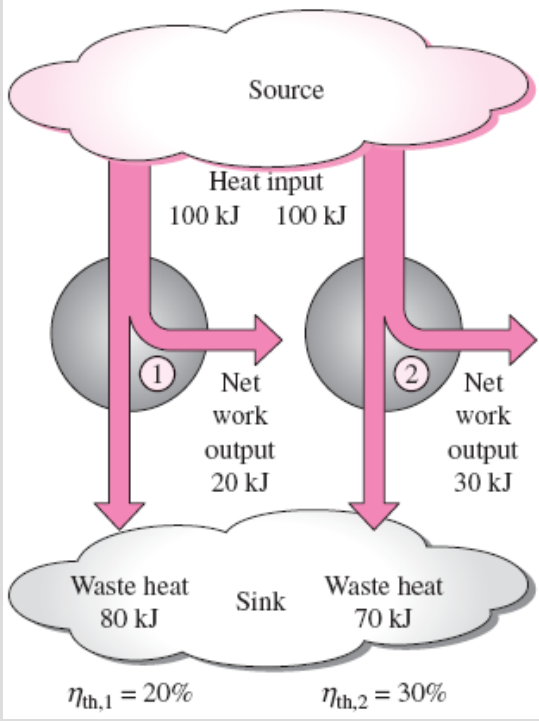 Source
Heat input
100 kJ 100 kJ
1
Net
work
output
20 kJ
2
Net
work
output
30 kJ
Waste heat
80 kJ
Sink
Waste heat
70 kJ
ηth,1 = 20%
ηth,2 = 30%